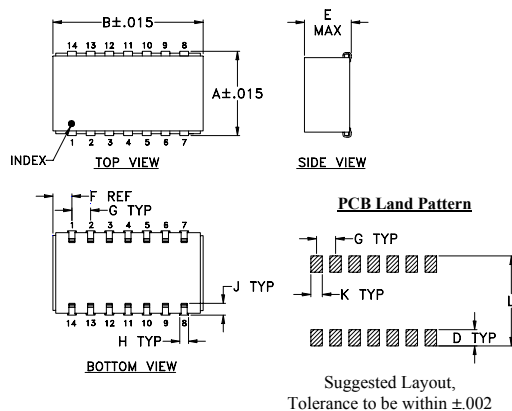 B±.015
14 13 12 11 10 9 8
A±.015
INDEX
1 2 3 4 5 6 7
TOP VIEW
E
MAX
SIDE VIEW
F REF
G TYP
1 2 3 4 5 6 7
J TYP
14 13 12 11 10 9 8
H TYP
BOTTOM VIEW
PCB Land Pattern
G TYP
K TYP
L
D TYP
Suggested Layout,
Tolerance to be within ±.002